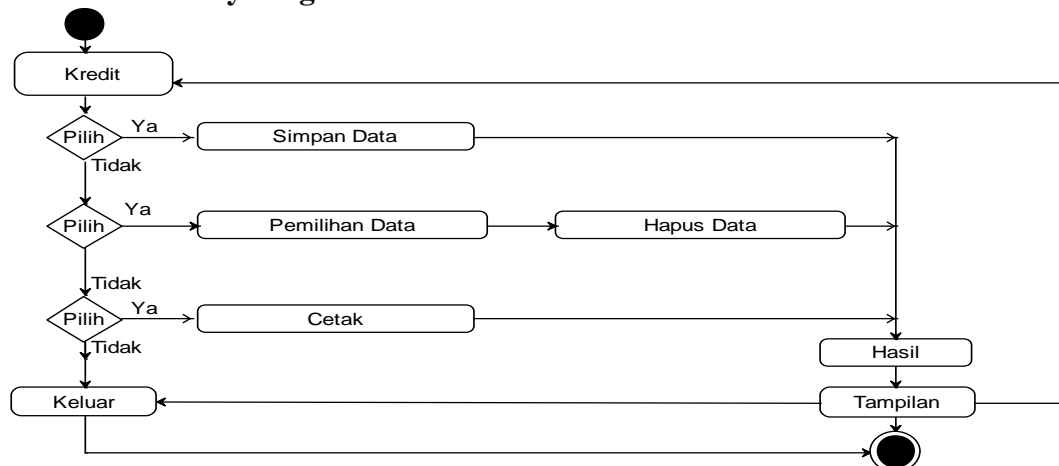 Kredit
Pilih
Ya
Simpan Data
Tidak
Pilih
Ya
Pemilihan Data
Hapus Data
Tidak
Pilih
Ya
Cetak
Tidak
Hasil
Keluar
Tampilan